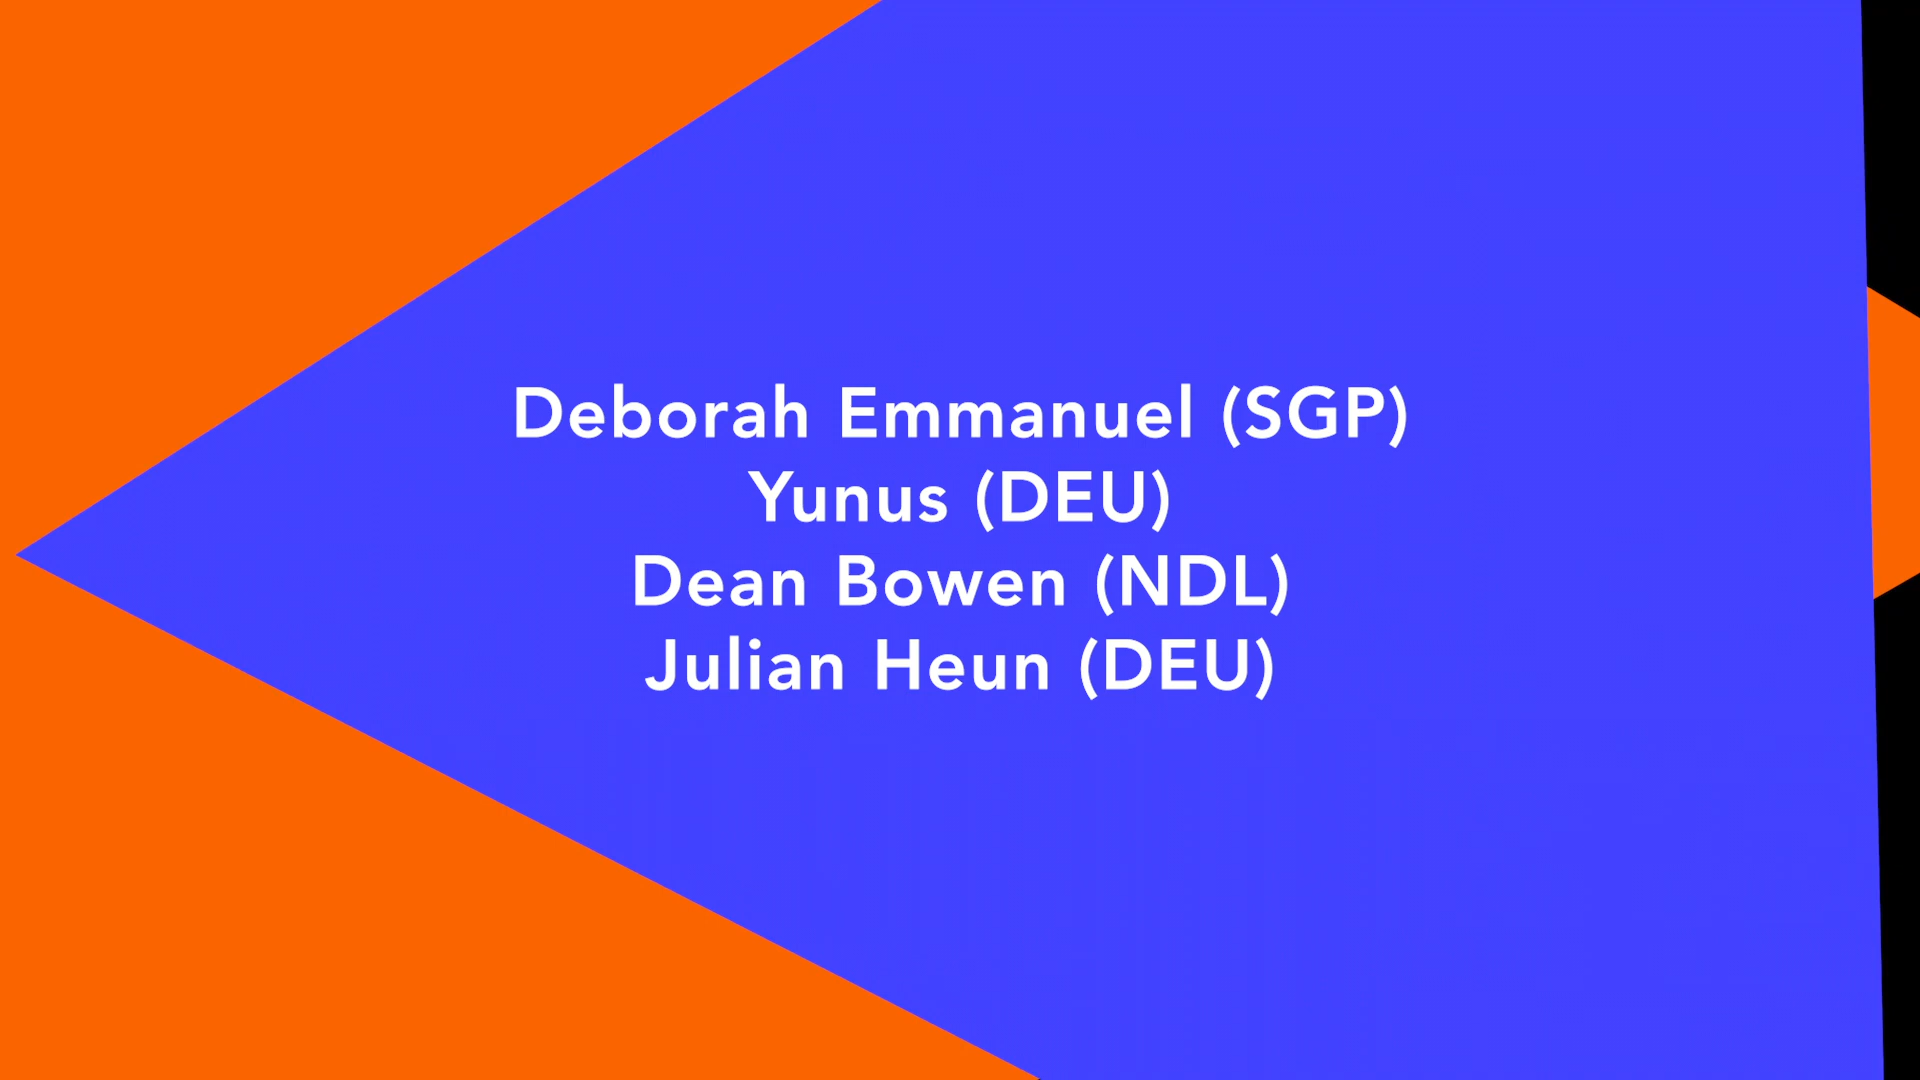 Deborah Emmanuel (SGP)
Yunus (DEU)
Dean Bowen (NDL)
Julian Heun (DEU)